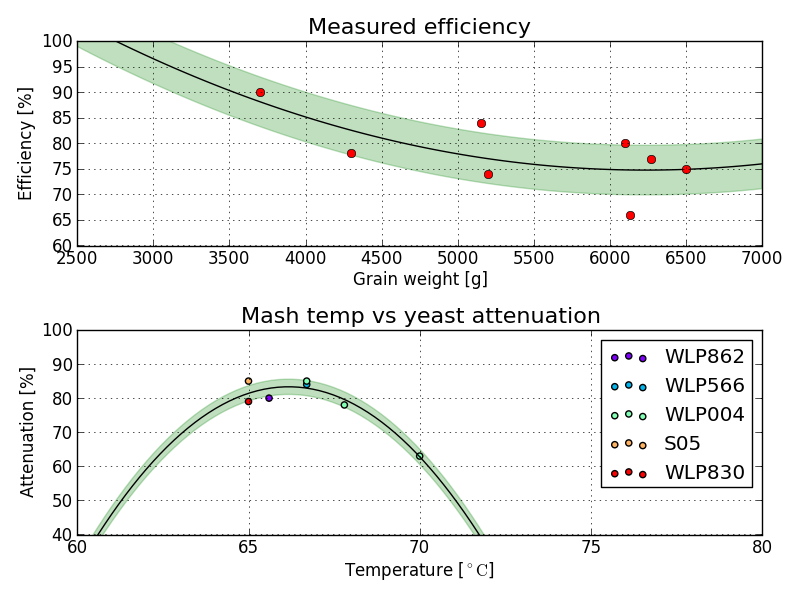 Measured efficiency
100
95
90
85
80
75
70
65
60
Efficiency [%]
2500 3000 3500 4000 4500 5000 5500 6000 6500 7000
Grain weight [g]
Mash temp vs yeast attenuation
100
90
80
70
60
50
40
Attenuation [%]
WLP862
WLP566
WLP004
S05
WLP830
60 65 70 75 80
Temperature [°C]